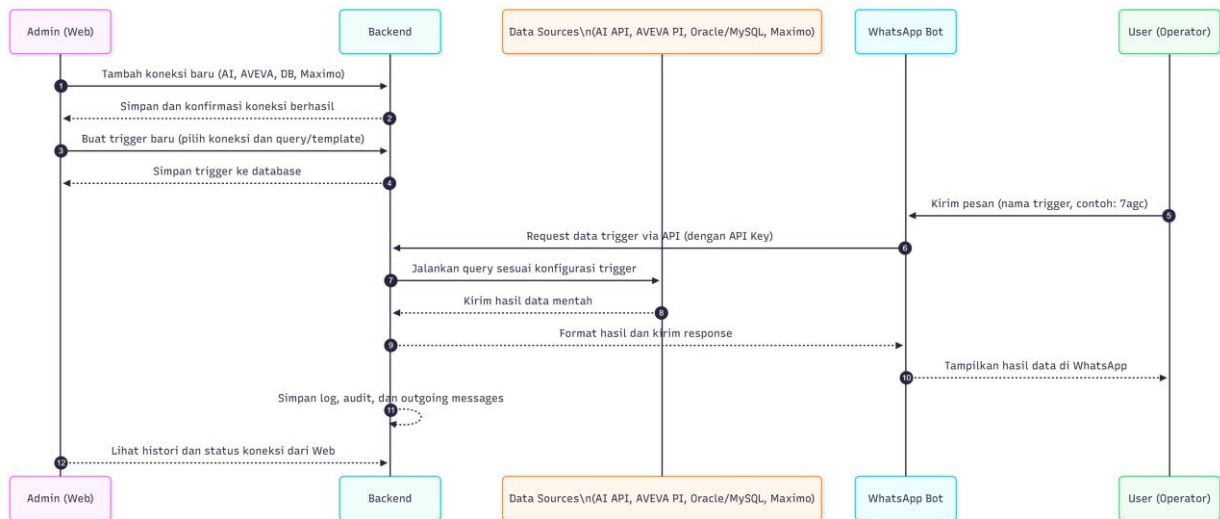 Admin (Web)
Backend
Data Sources\n(AI API, AVEVA PI, Oracle/MySQL, Maximo)
WhatsApp Bot
User (Operator)
Tambah koneksi baru (AI, AVEVA, DB, Maximo)
1
Simpan dan konfirmasi koneksi berhasil
2
Buat trigger baru (pilih koneksi dan query/template)
3
Simpan trigger ke database
4
Kirim pesan (nama trigger, contoh: 7agc)
5
Request data trigger via API (dengan API Key)
6
Jalankan query sesuai konfigurasi trigger
7
Kirim hasil data mentah
8
Format hasil dan kirim response
9
Tampilkan hasil data di WhatsApp
10
Simpan log, audit, dan outgoing messages
11
Lihat histori dan status koneksi dari Web
12
Admin (Web)
Backend
Data Sources\n(AI API, AVEVA PI, Oracle/MySQL, Maximo)
WhatsApp Bot
User (Operator)